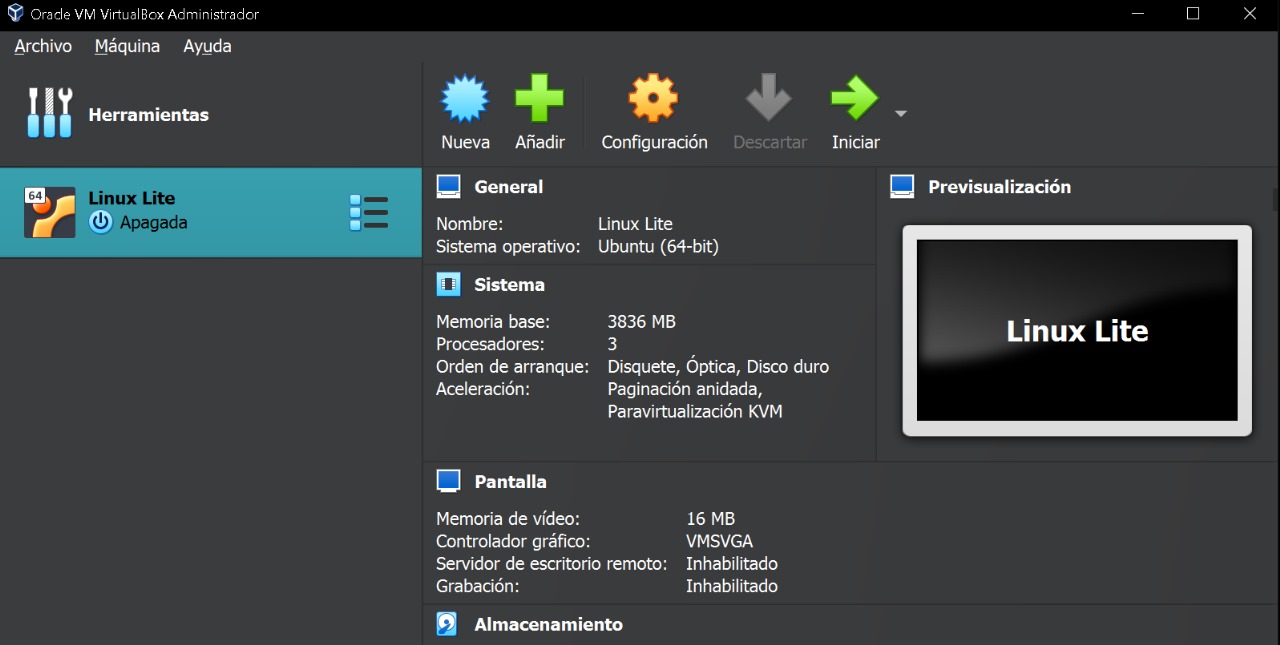 Oracle VM VirtualBox Administrador
Archivo Máquina Ayuda
Herramientas
Nueva Añadir Configuración Descartar Iniciar
64
Linux Lite
Apagada
General
Nombre: Linux Lite
Sistema operativo: Ubuntu (64-bit)
Sistema
Memoria base: 3836 MB
Procesadores: 3
Orden de arranque: Disquete, Óptica, Disco duro
Aceleración: Paginación anidada,
Paravirtualización KVM
Previsualización
Linux Lite
Pantalla
Memoria de vídeo: 16 MB
Controlador gráfico: VMSVGA
Servidor de escritorio remoto: Inhabilitado
Grabación: Inhabilitado
Almacenamiento